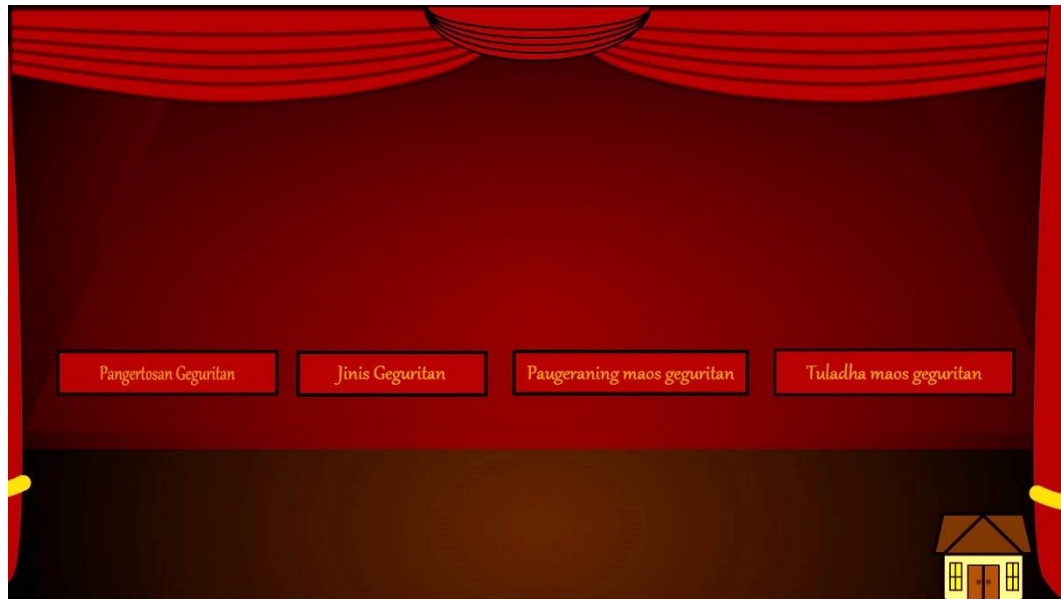 Pangertosan Geguritan
Jinis Geguritan
Paugeraning maos geguritan
Tuladha maos geguritan